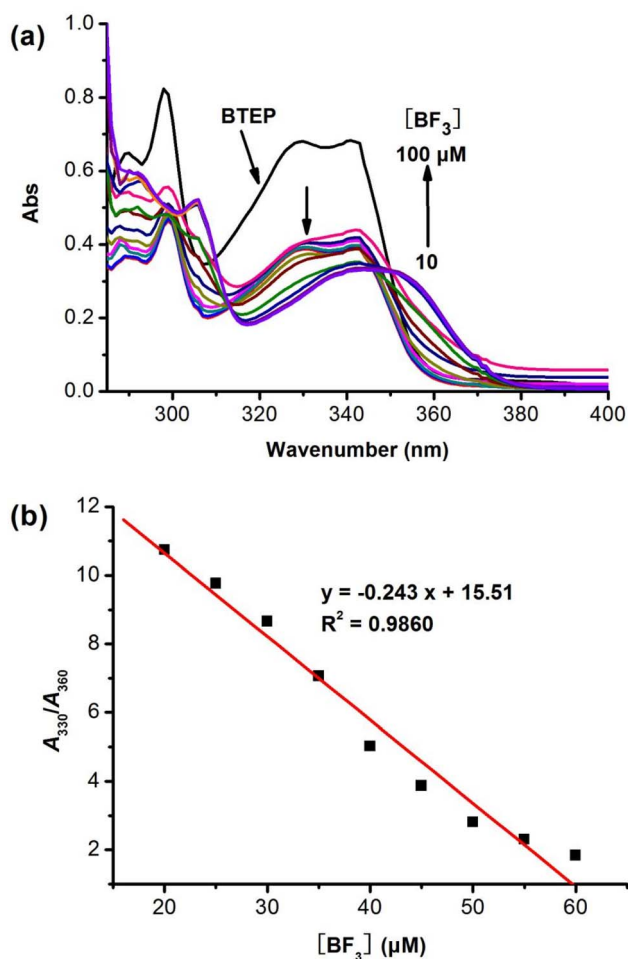 (a)
1.0
0.8
0.6
0.4
0.2
0.0
Abs
BTEP
[BF3]
100 μM
10
300 320 340 360 380 400
Wavenumber (nm)
(b)
12
10
8
6
4
2
A330/A360
y = -0.243 x + 15.51
R2 = 0.9860
20 30 40 50 60
[BF3] (μM)